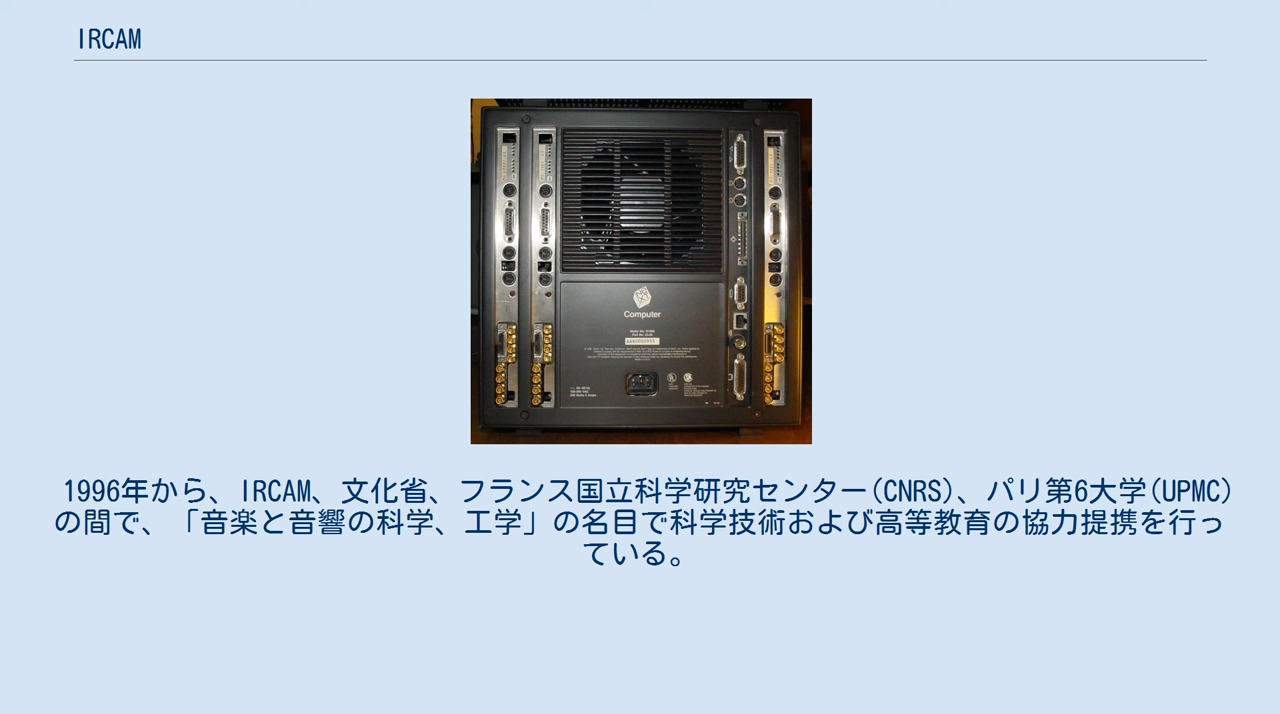 IRCAM
Computer
1996年から、IRCAM、文化省、フランス国立科学研究センター(CNRS)、パリ第6大学(UPMC)
の間で、「音楽と音響の科学、工学」の名目で科学技術および高等教育の協力提携を行っ
ている。